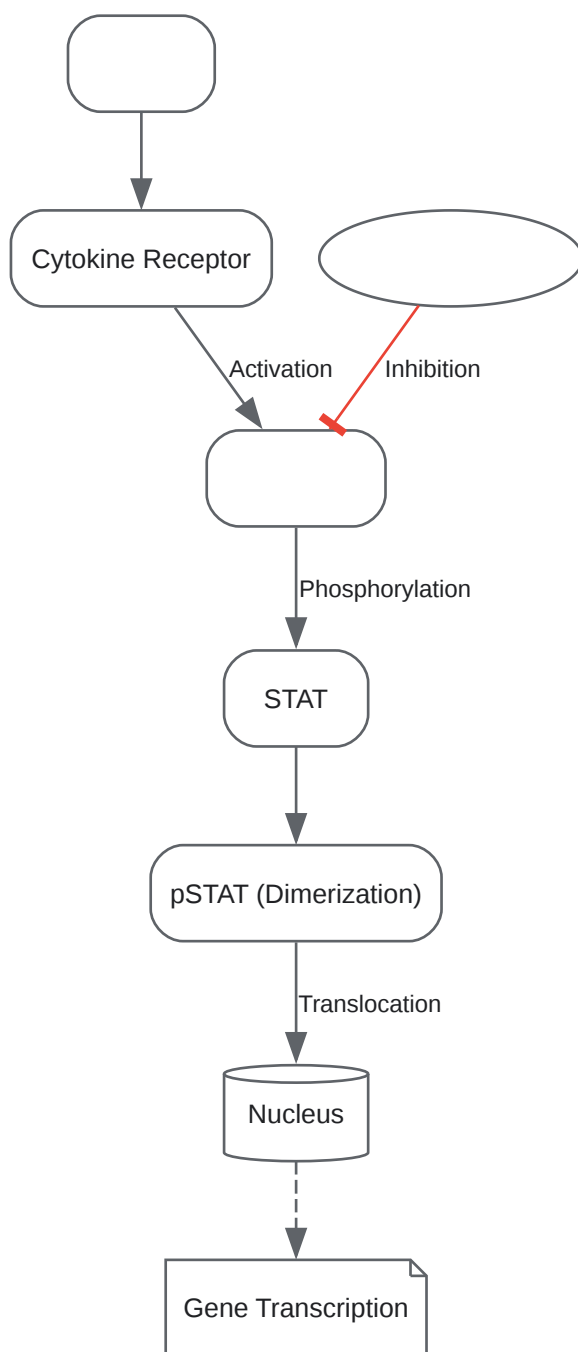 Cytokine Receptor
Activation
Inhibition
Phosphorylation
STAT
pSTAT (Dimerization)
Translocation
Nucleus
Gene Transcription